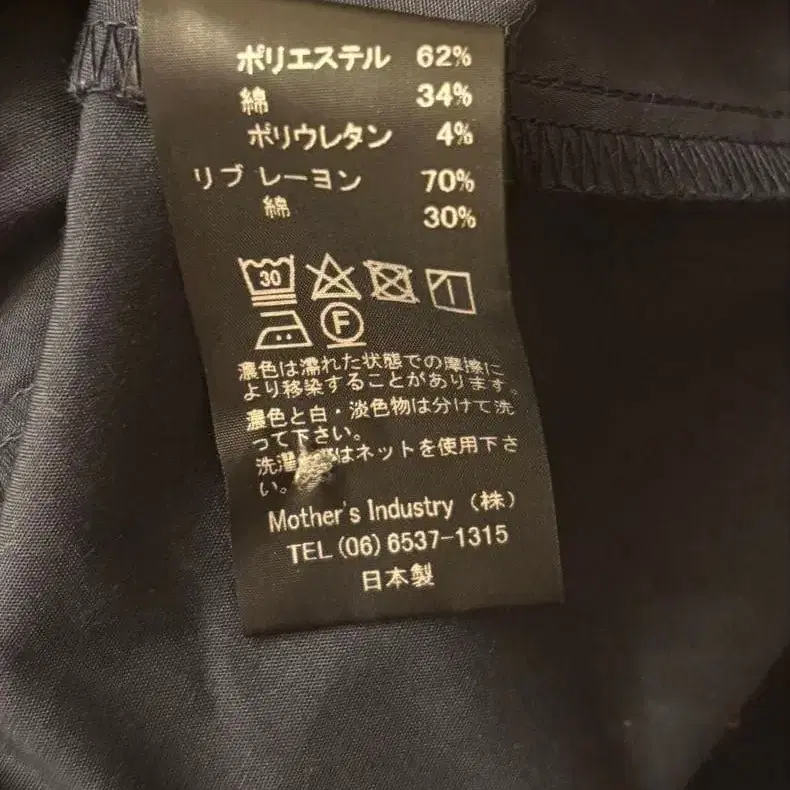 ポリエステル 62%
綿 34%
ポリウレタン 4%
リブ レーヨン 70%
綿 30%
30
F
濃色は濡れた状態での摩擦に
より移染することがあります。
濃色と白・淡色物は分けて洗
って下さい。
洗濯 はネットを使用下さ
い。
Mother's Industry (株)
TEL (06) 6537-1315
日本製